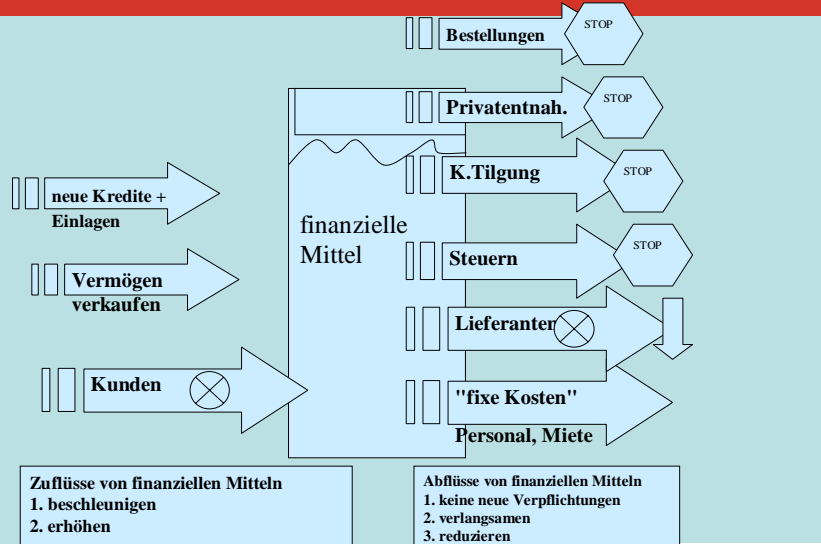 Bestellungen
STOP
Privatentnah.
STOP
K.Tilgung
STOP
neue Kredite +
Einlagen
finanzielle
Mittel
Steuern
STOP
Vermögen
verkaufen
Lieferanten
Kunden
"fixe Kosten"
Personal, Miete
Zuflüsse von finanziellen Mitteln
1. beschleunigen
2. erhöhen
Abflüsse von finanziellen Mitteln
1. keine neue Verpflichtungen
2. verlangsamen
3. reduzieren